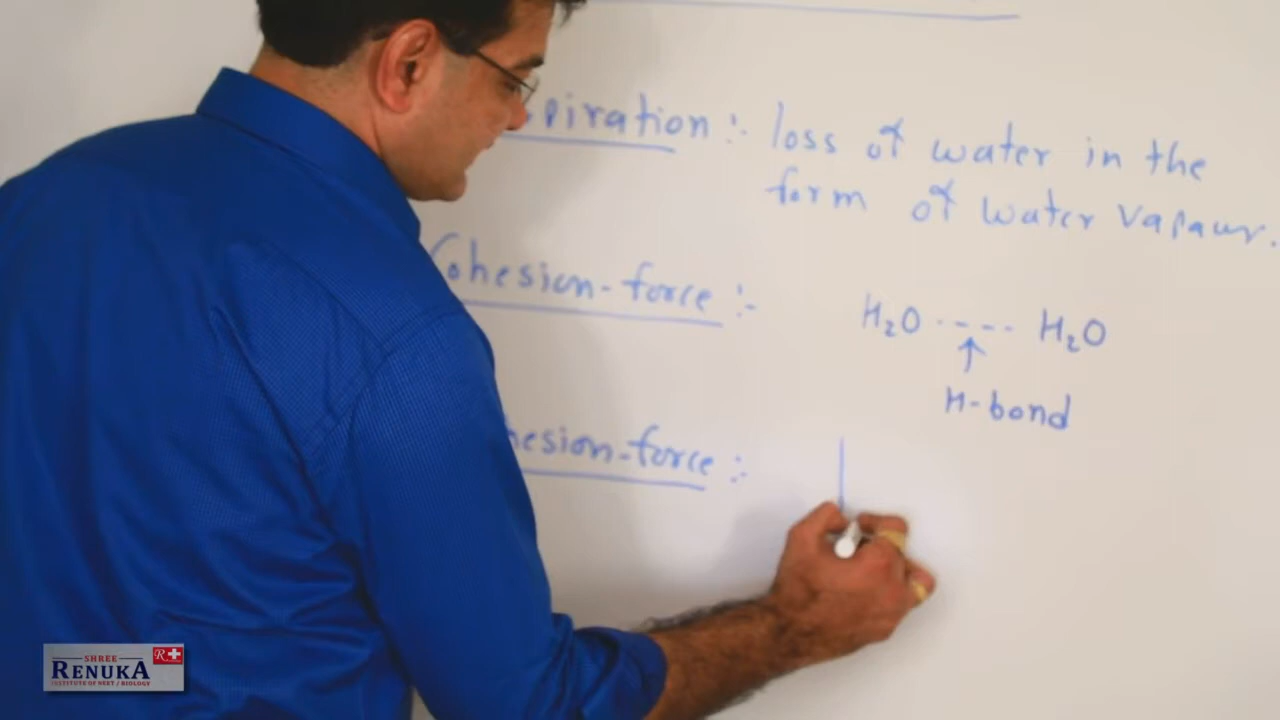 piration :- loss of water in the
form of water vapour.
Cohesion-force :- H₂O ---- H₂O
↑
H-bond
hesion-force :-
SHREE
RENUKA
INSTITUTE OF NEET / BIOLOGY
R+